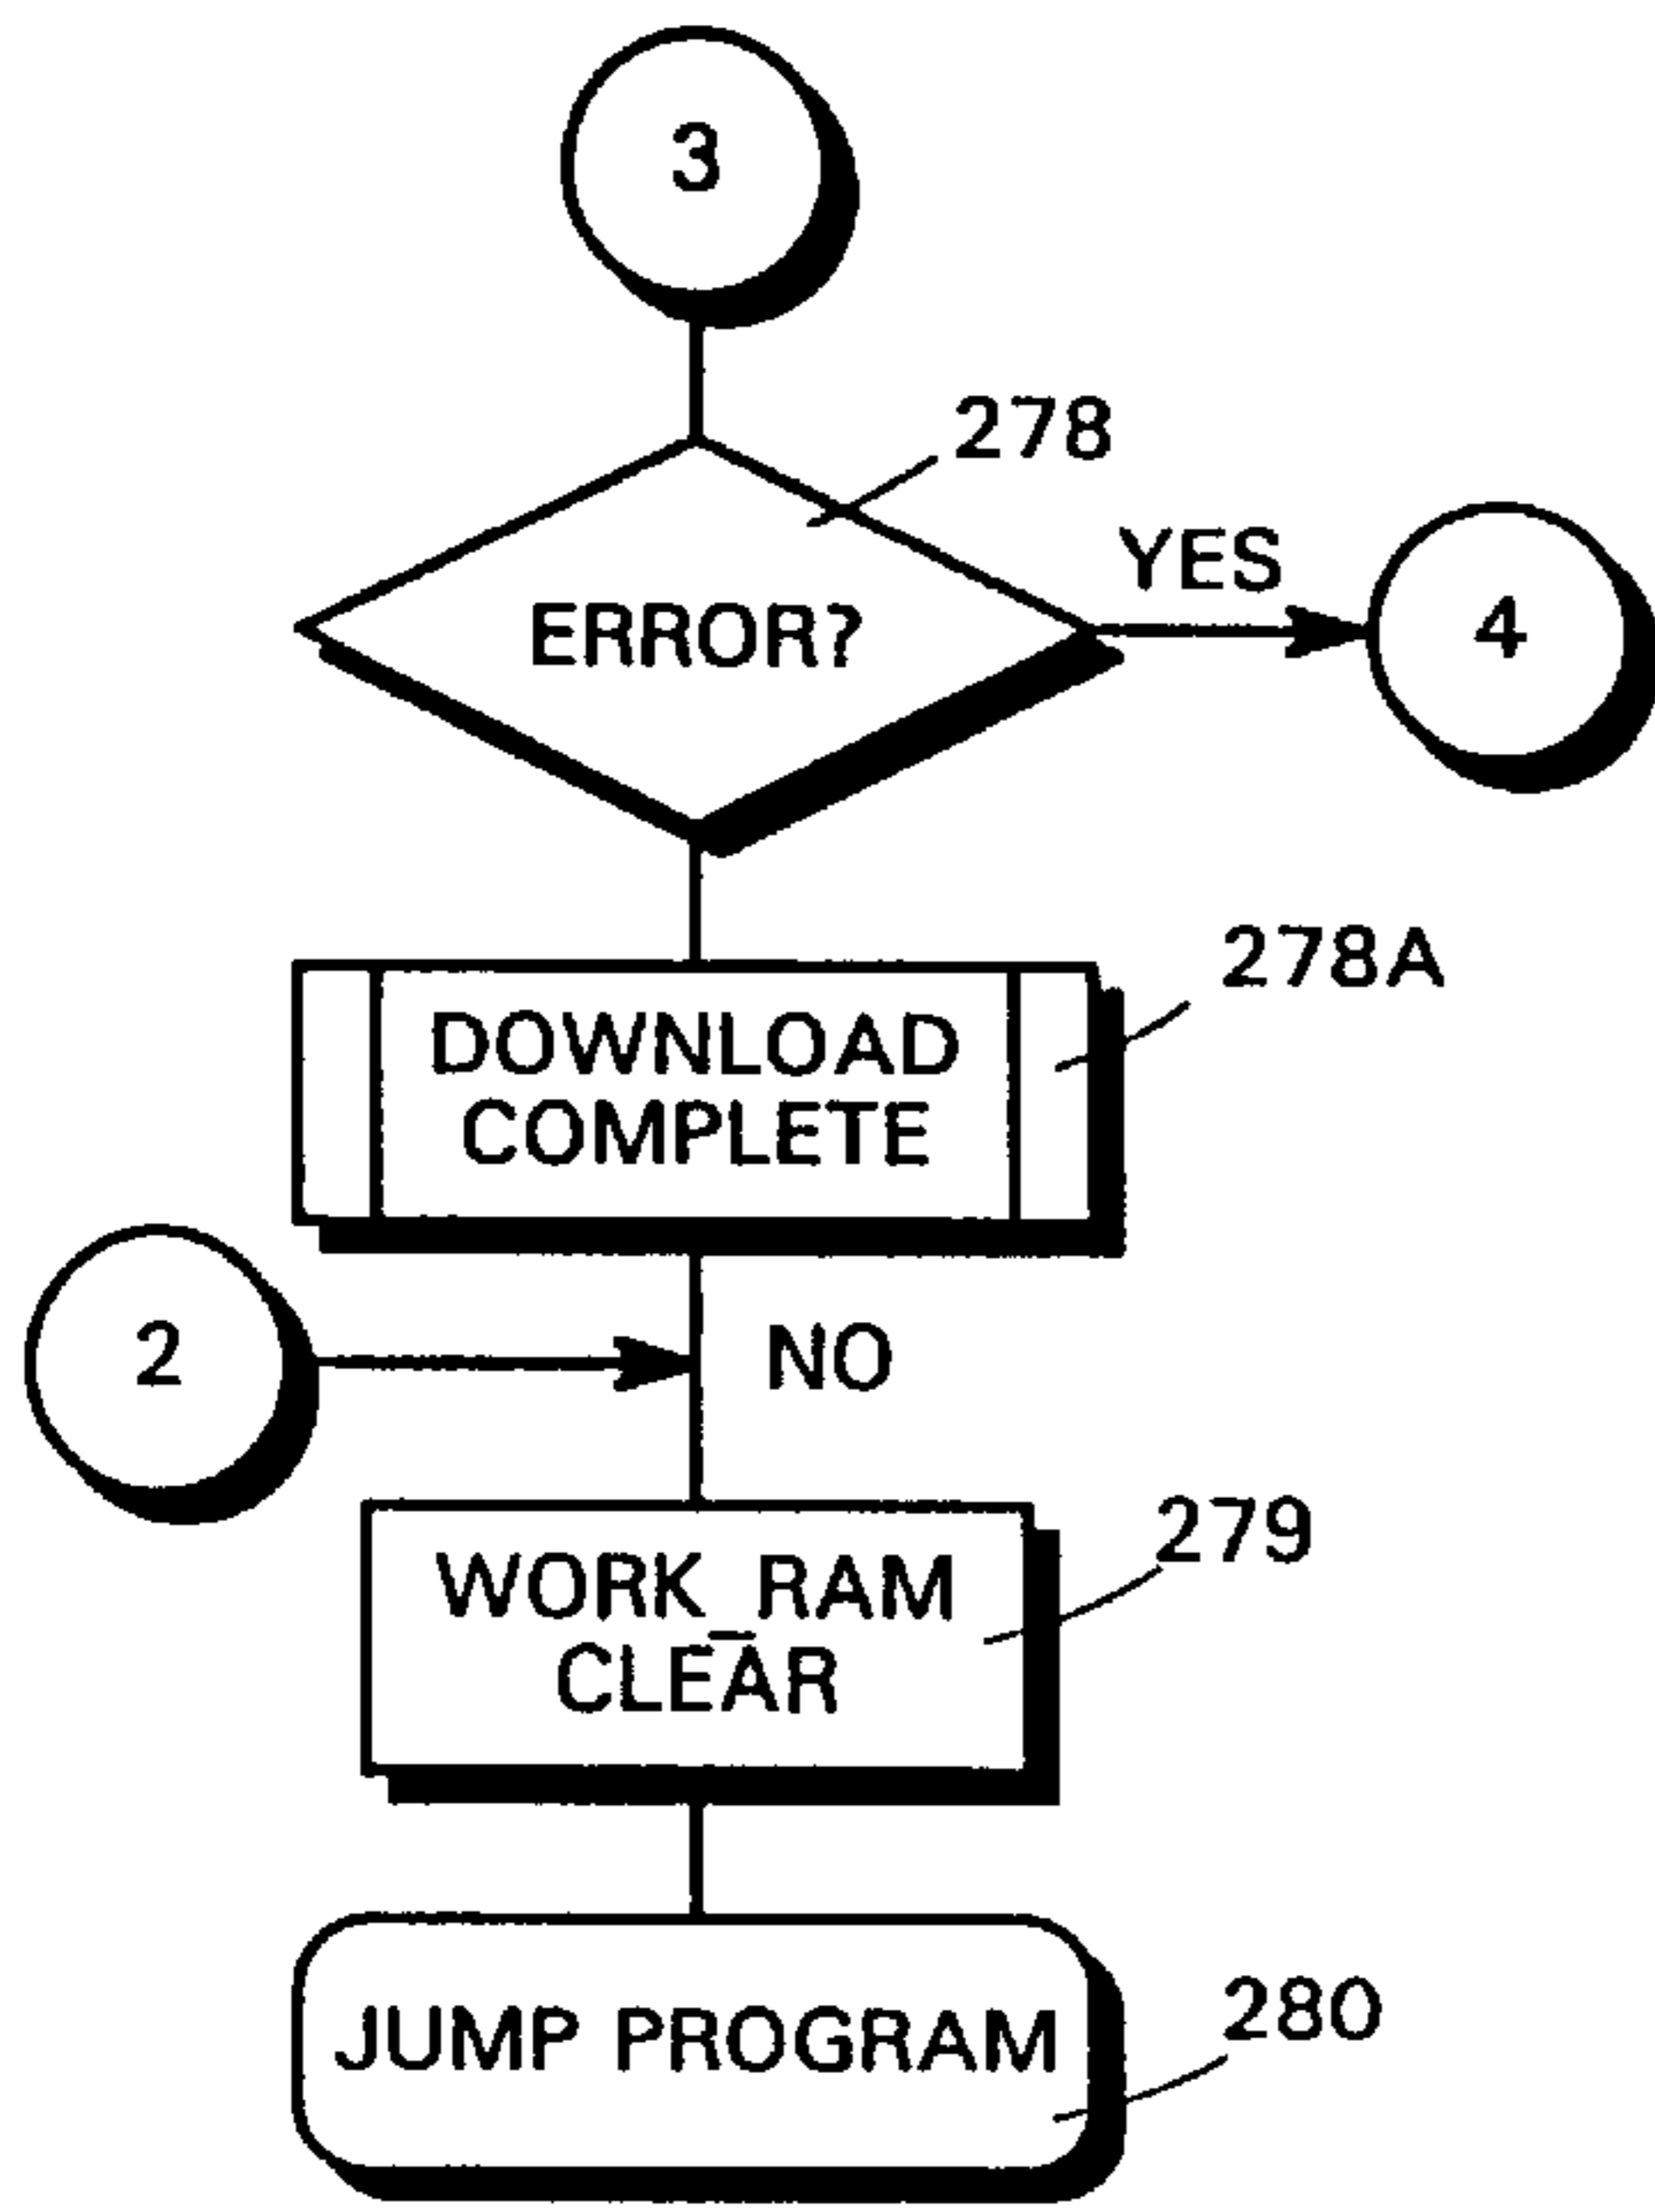 3
278
YES
ERROR?
4
278A
DOWNLOAD
COMPLETE
2
NO
279
WORK_RAM
CLEAR
280
JUMP PROGRAM